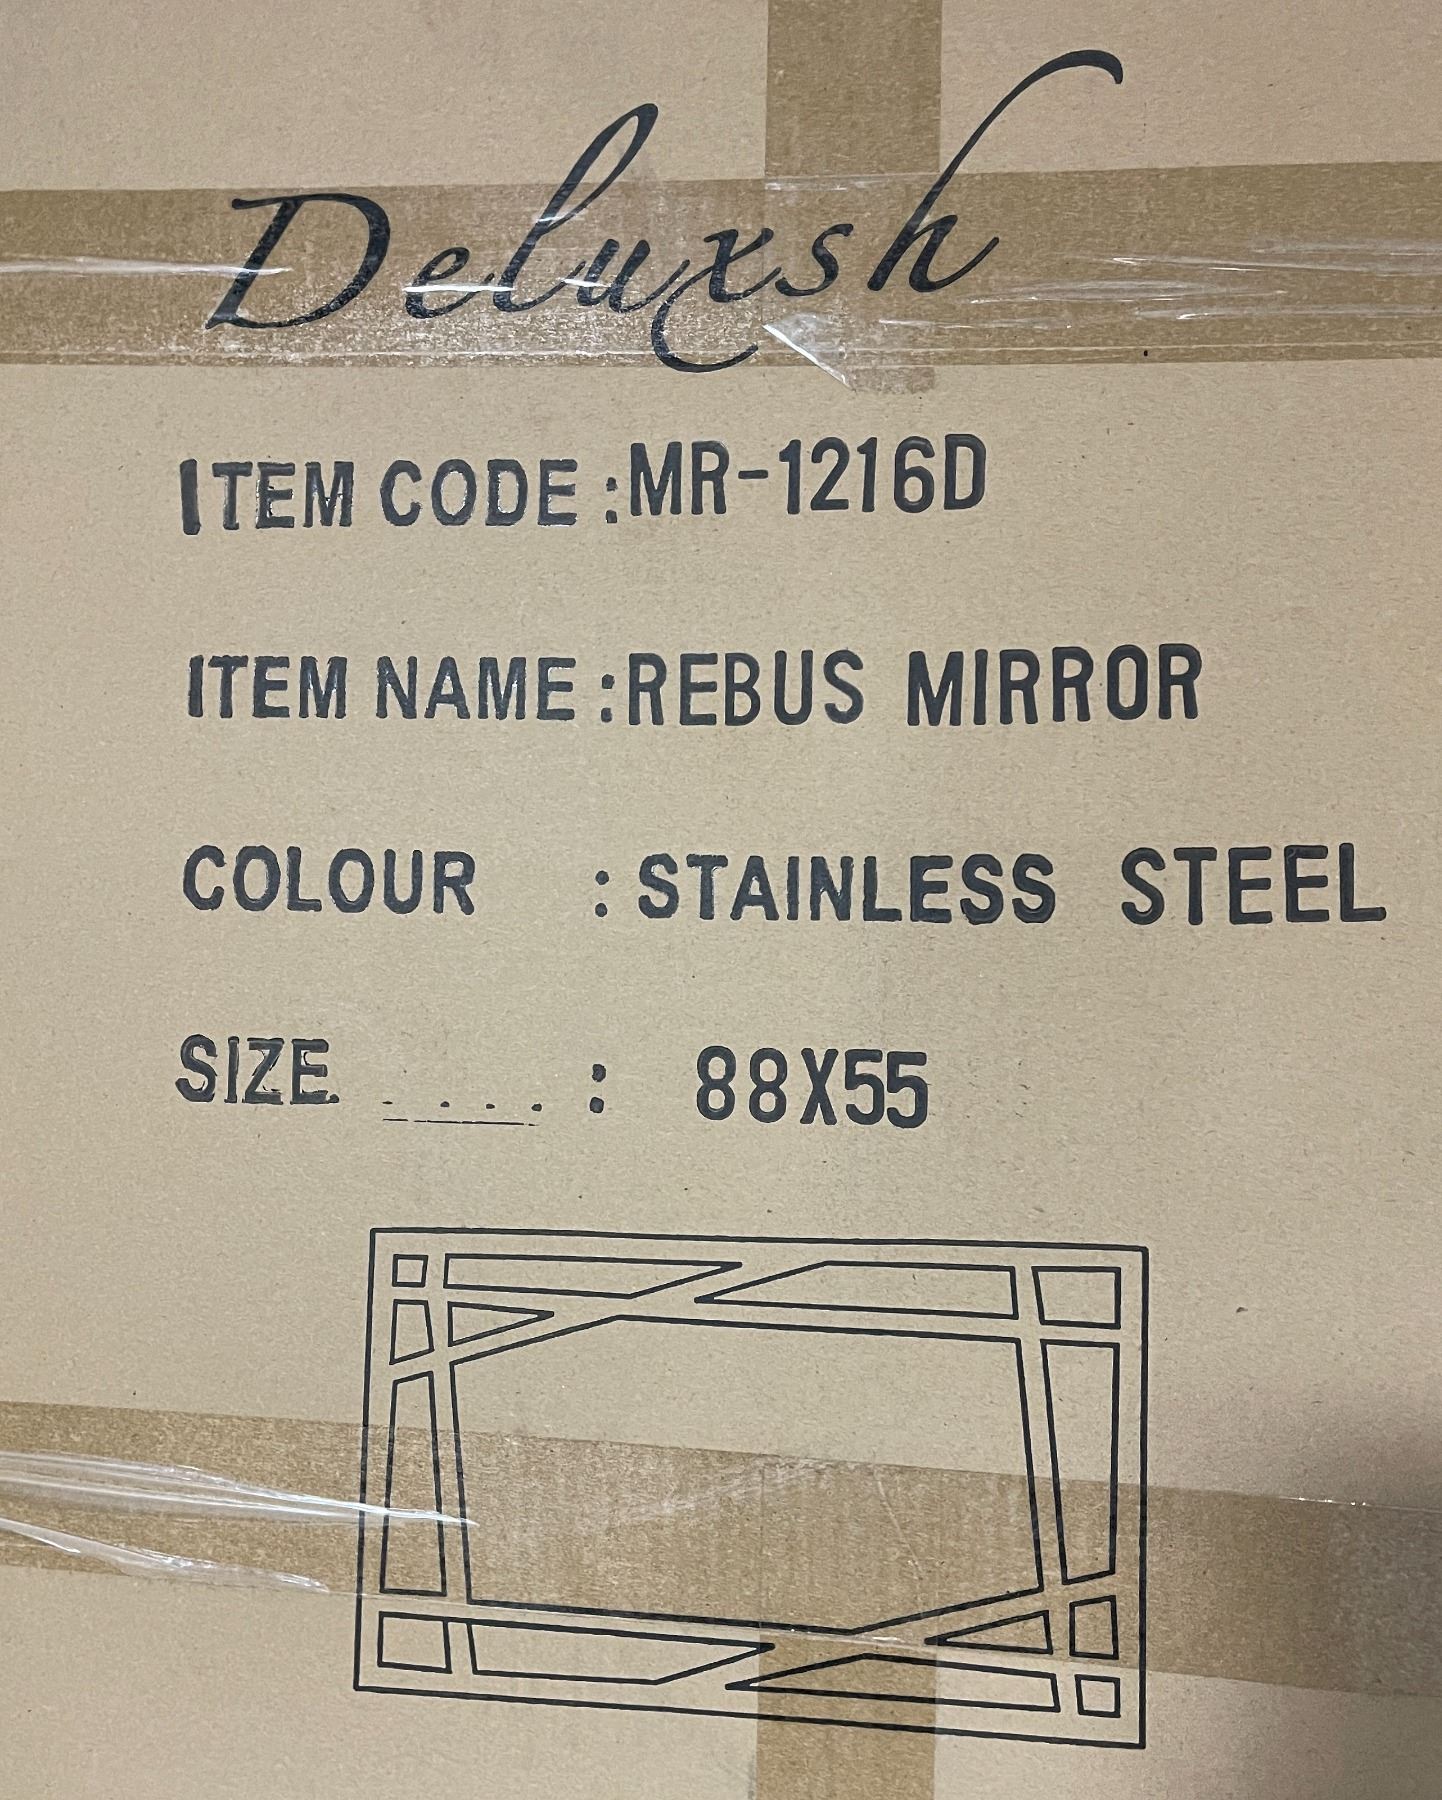 Deluxsh
ITEM CODE :MR-1216D
ITEM NAME :REBUS MIRROR
COLOUR : STAINLESS STEEL
SIZE ..... : 88X55